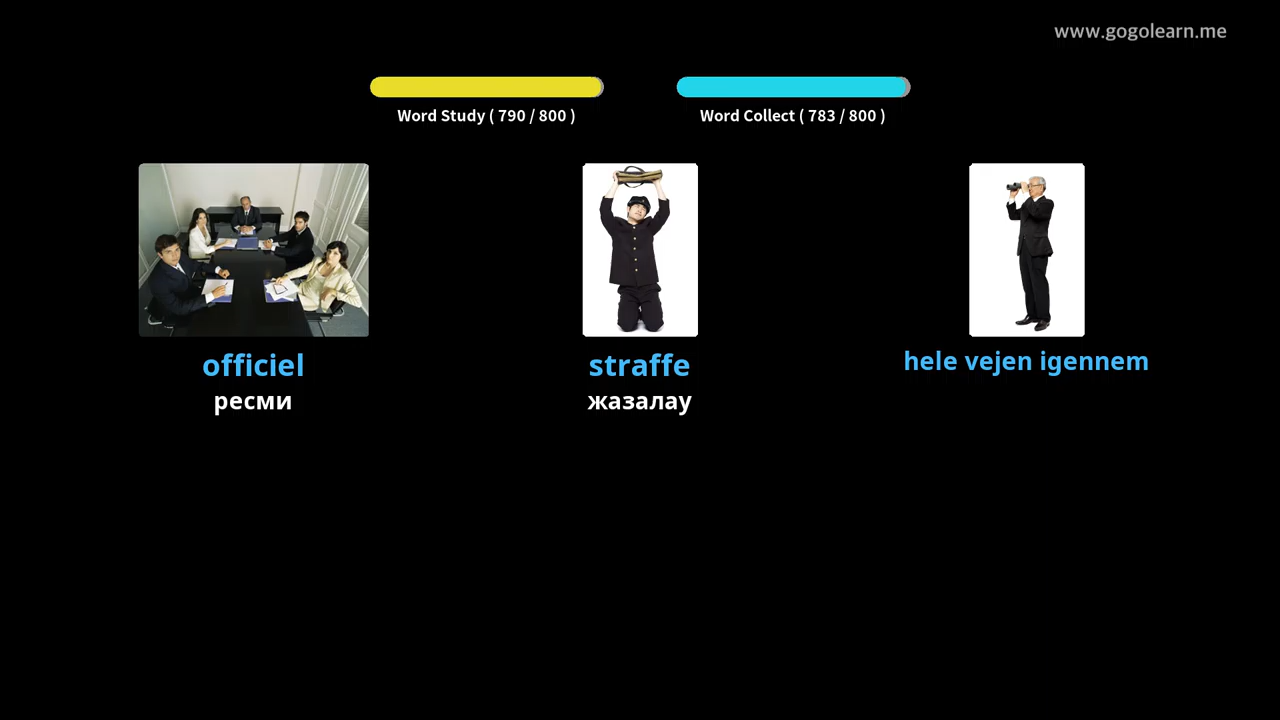 www.gogolearn.me
Word Study ( 790 / 800 )
Word Collect ( 783 / 800 )
officiel
ресми
straffe
жазалау
hele vejen igennem